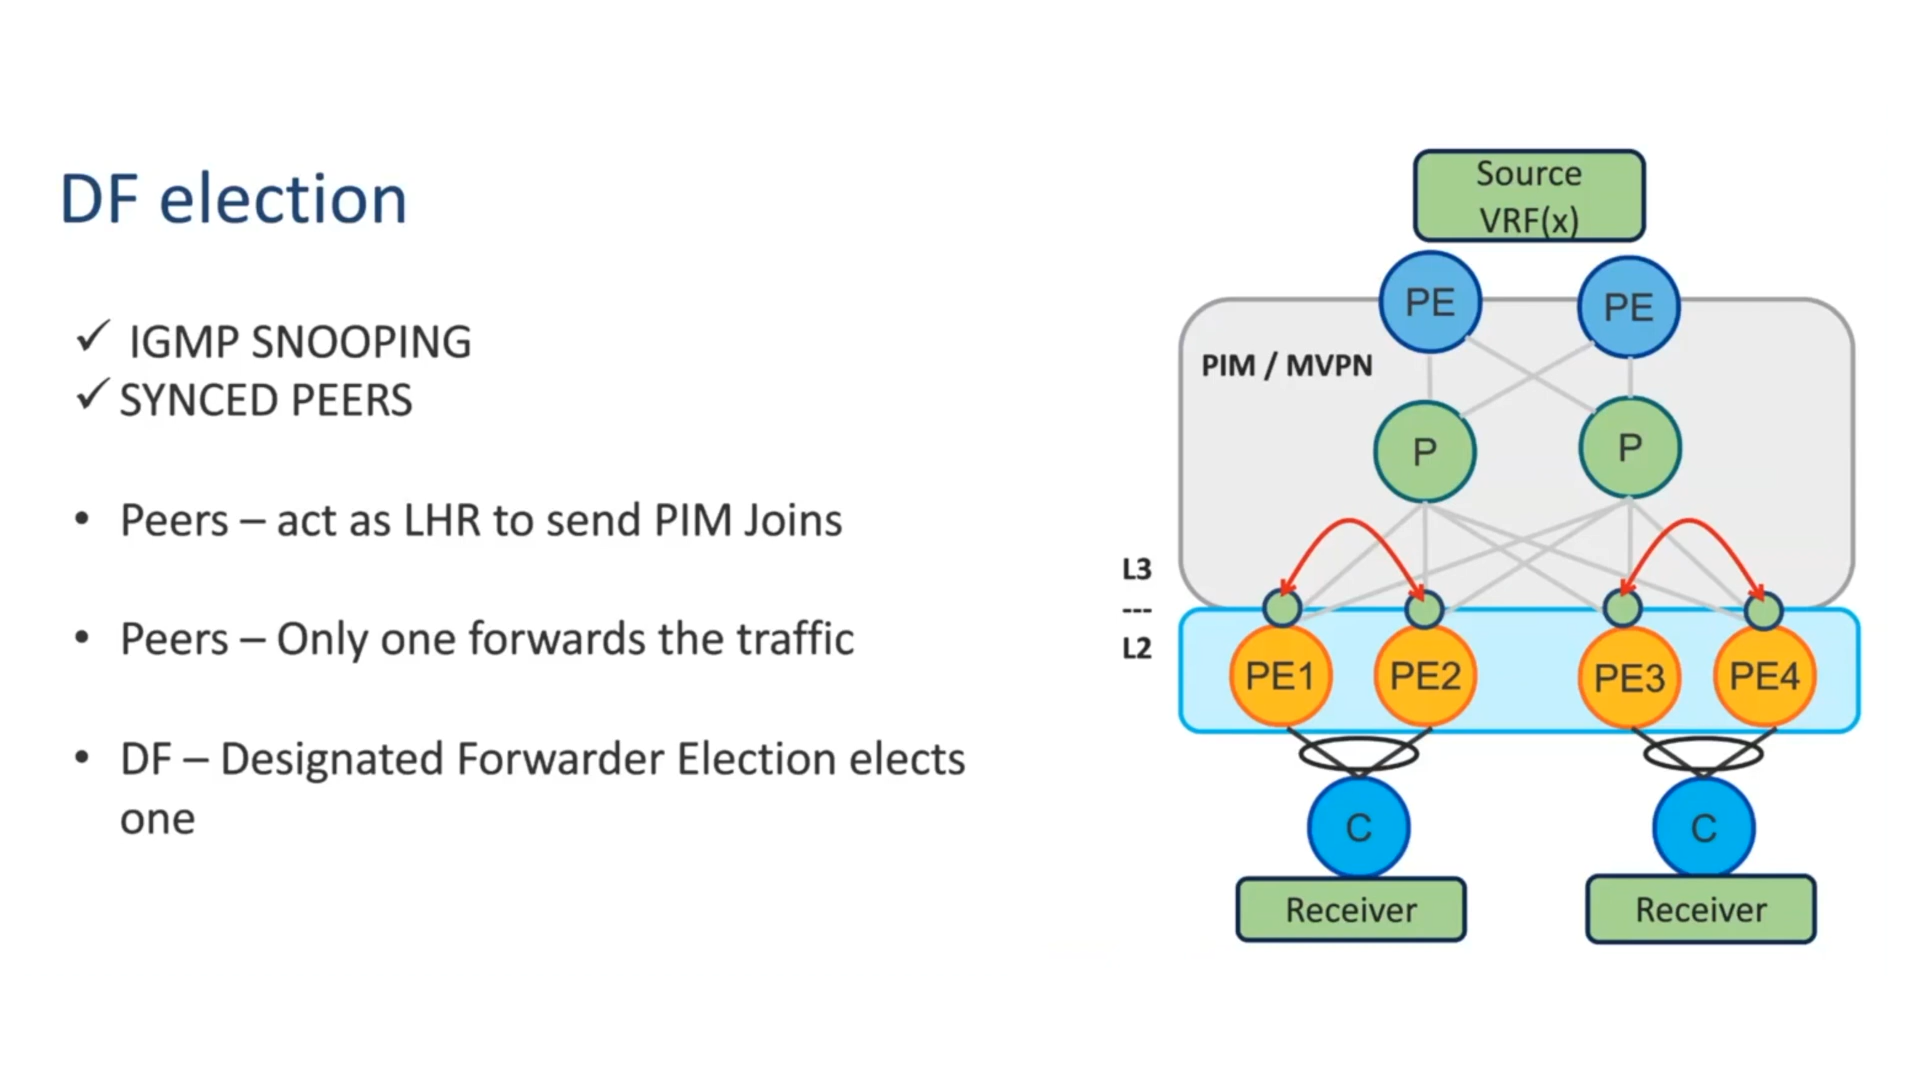 DF election
✓ IGMP SNOOPING
✓ SYNCED PEERS
• Peers – act as LHR to send PIM Joins
• Peers – Only one forwards the traffic
• DF – Designated Forwarder Election elects
one
Source
VRF(x)
PE
PE
PIM / MVPN
P
P
L3
---
L2
PE1
PE2
PE3
PE4
C
C
Receiver
Receiver